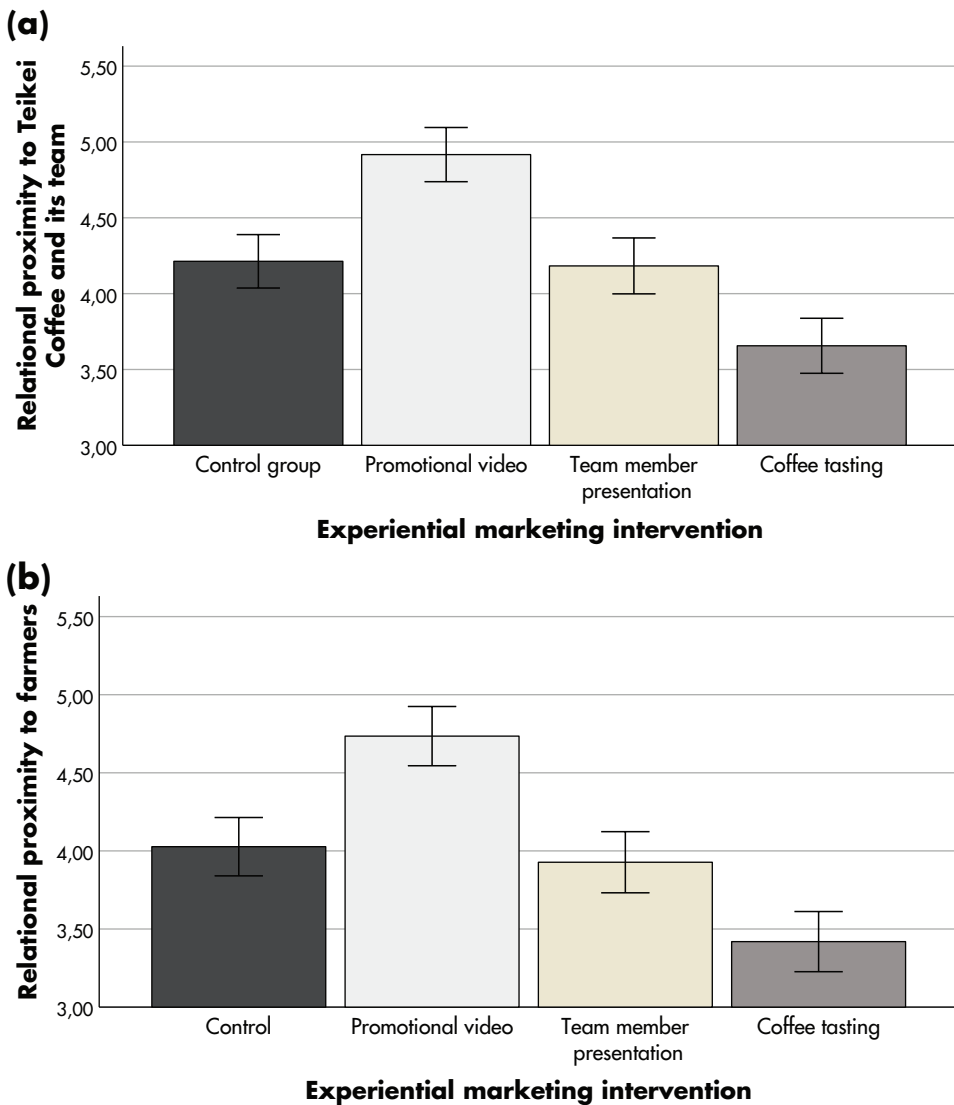 (a)
Relational proximity to Teikei
Coffee and its team
5,50
5,00
4,50
4,00
3,50
3,00
Control group
Promotional video
Team member
presentation
Coffee tasting
Experiential marketing intervention
(b)
Relational proximity to farmers
5,50
5,00
4,50
4,00
3,50
3,00
Control
Promotional video
Team member
presentation
Coffee tasting
Experiential marketing intervention